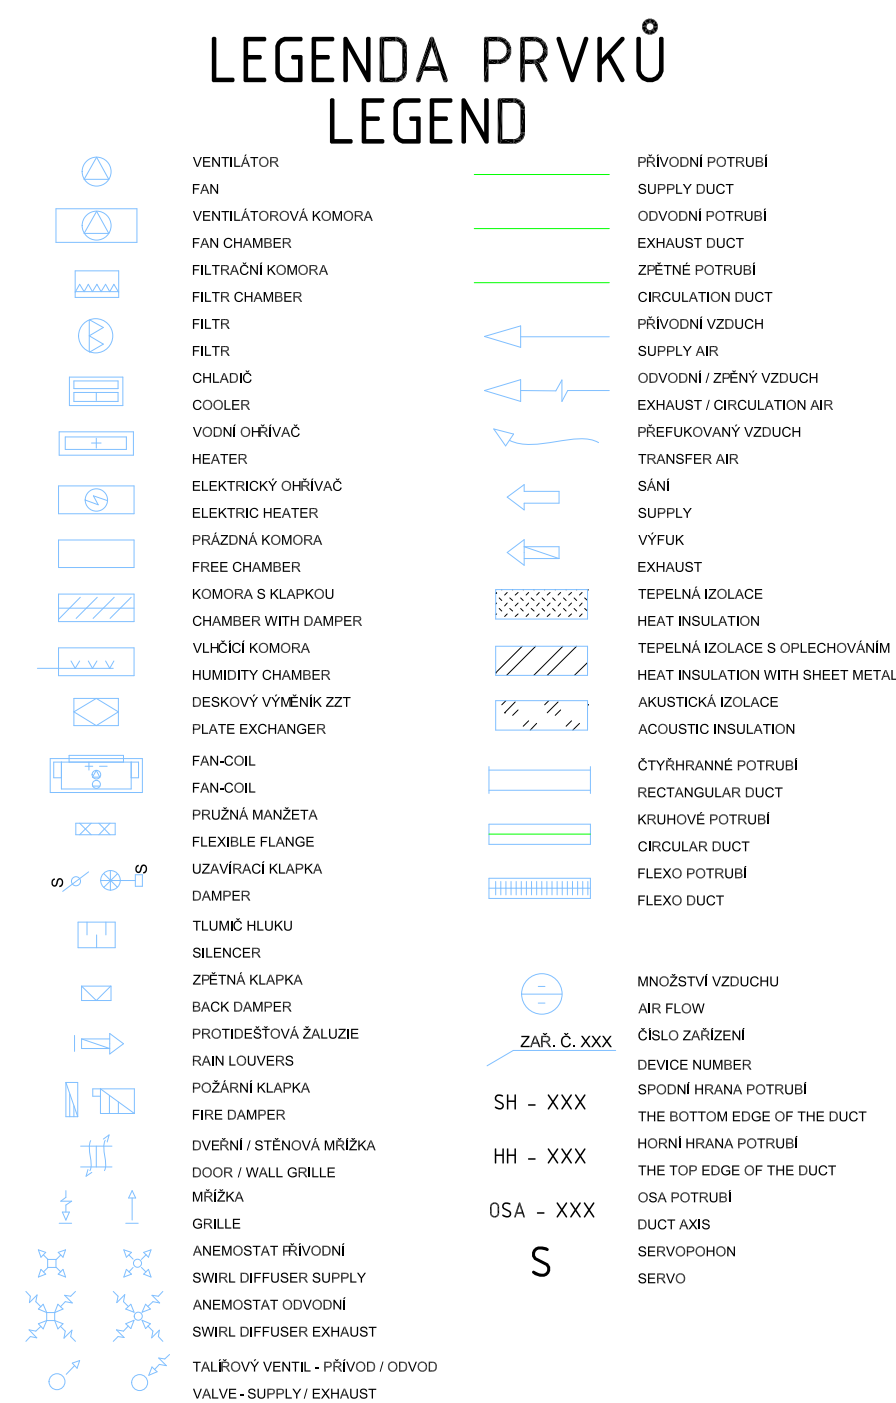 LEGENDA PRVKŮ
LEGEND
VENTILÁTOR
FAN
VENTILÁTOROVÁ KOMORA
FAN CHAMBER
FILTRAČNÍ KOMORA
FILTR CHAMBER
FILTR
FILTR
CHLADIČ
COOLER
VODNÍ OHŘÍVAČ
HEATER
ELEKTRICKÝ OHŘÍVAČ
ELEKTRIC HEATER
PRÁZDNÁ KOMORA
FREE CHAMBER
KOMORA S KLAPKOU
CHAMBER WITH DAMPER
VLHČÍCÍ KOMORA
HUMIDITY CHAMBER
DESKOVÝ VÝMĚNÍK ZZT
PLATE EXCHANGER
FAN-COIL
FAN-COIL
PRUŽNÁ MANŽETA
FLEXIBLE FLANGE
S S
UZAVÍRACÍ KLAPKA
DAMPER
TLUMIČ HLUKU
SILENCER
ZPĚTNÁ KLAPKA
BACK DAMPER
PROTIDEŠŤOVÁ ŽALUZIE
RAIN LOUVERS
POŽÁRNÍ KLAPKA
FIRE DAMPER
DVEŘNÍ / STĚNOVÁ MŘÍŽKA
DOOR / WALL GRILLE
MŘÍŽKA
GRILLE
ANEMOSTAT PŘÍVODNÍ
SWIRL DIFFUSER SUPPLY
ANEMOSTAT ODVODNÍ
SWIRL DIFFUSER EXHAUST
TALÍŘOVÝ VENTIL - PŘÍVOD / ODVOD
VALVE - SUPPLY / EXHAUST
PŘÍVODNÍ POTRUBÍ
SUPPLY DUCT
ODVODNÍ POTRUBÍ
EXHAUST DUCT
ZPĚTNÉ POTRUBÍ
CIRCULATION DUCT
PŘÍVODNÍ VZDUCH
SUPPLY AIR
ODVODNÍ / ZPĚNÝ VZDUCH
EXHAUST / CIRCULATION AIR
PŘEFUKOVANÝ VZDUCH
TRANSFER AIR
SÁNÍ
SUPPLY
VÝFUK
EXHAUST
TEPELNÁ IZOLACE
HEAT INSULATION
TEPELNÁ IZOLACE S OPLECHOVÁNÍM
HEAT INSULATION WITH SHEET METAL
AKUSTICKÁ IZOLACE
ACOUSTIC INSULATION
ČTYŘHRANNÉ POTRUBÍ
RECTANGULAR DUCT
KRUHOVÉ POTRUBÍ
CIRCULAR DUCT
FLEXO POTRUBÍ
FLEXO DUCT
MNOŽSTVÍ VZDUCHU
AIR FLOW
ZAŘ. Č. XXX
ČÍSLO ZAŘÍZENÍ
DEVICE NUMBER
SH - XXX
SPODNÍ HRANA POTRUBÍ
THE BOTTOM EDGE OF THE DUCT
HH - XXX
HORNÍ HRANA POTRUBÍ
THE TOP EDGE OF THE DUCT
OSA - XXX
OSA POTRUBÍ
DUCT AXIS
S
SERVOPOHON
SERVO